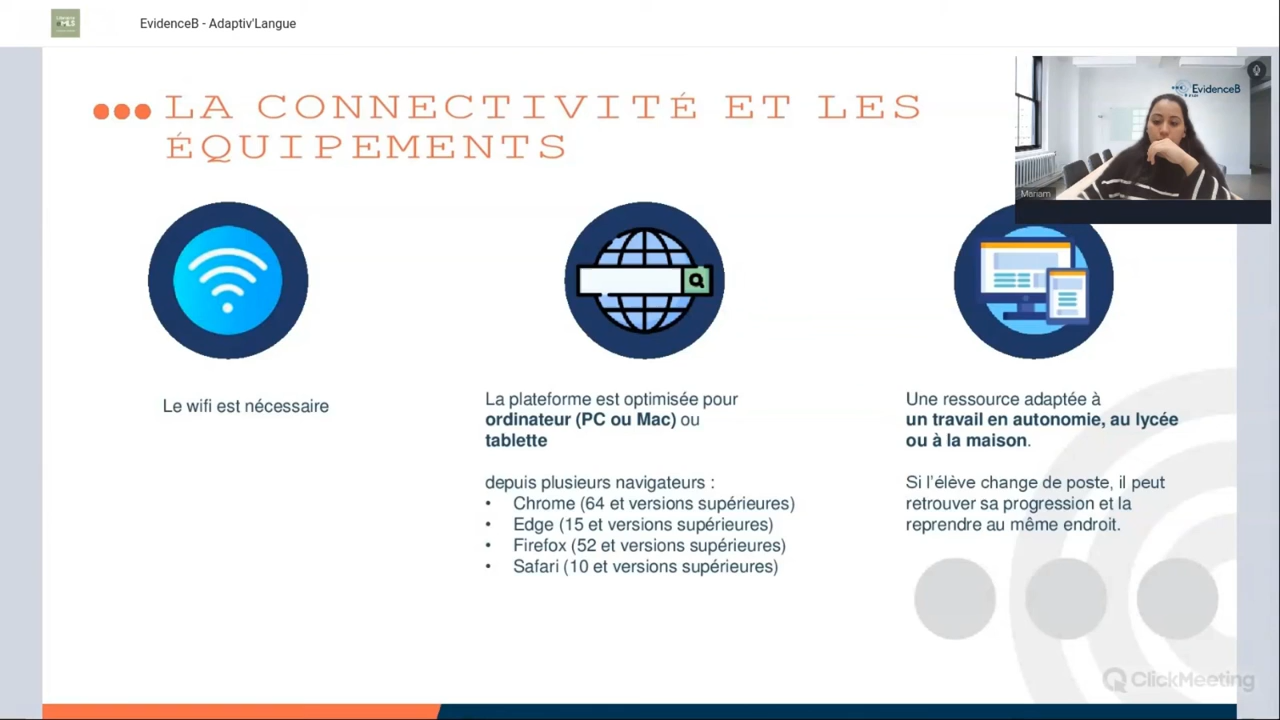 EvidenceB - Adaptiv'Langue
LA CONNECTIVITÉ ET LES
ÉQUIPEMENTS
EvidenceB
Mariam
Le wifi est nécessaire
La plateforme est optimisée pour
ordinateur (PC ou Mac) ou
tablette
depuis plusieurs navigateurs :
• Chrome (64 et versions supérieures)
• Edge (15 et versions supérieures)
• Firefox (52 et versions supérieures)
• Safari (10 et versions supérieures)
Une ressource adaptée à
un travail en autonomie, au lycée
ou à la maison.
Si l'élève change de poste, il peut
retrouver sa progression et la
reprendre au même endroit.
ClickMeeting